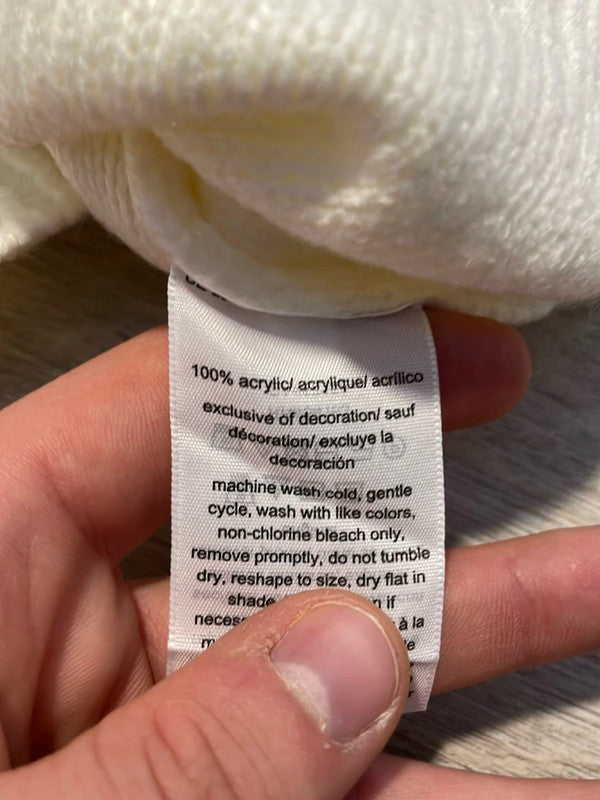 100% acrylic/ acrylique/ acrílico
exclusive of decoration/ sauf
décoration/ excluye la
decoración
machine wash cold, gentle
cycle, wash with like colors,
non-chlorine bleach only,
remove promptly, do not tumble
dry, reshape to size, dry flat in
shade if
à la